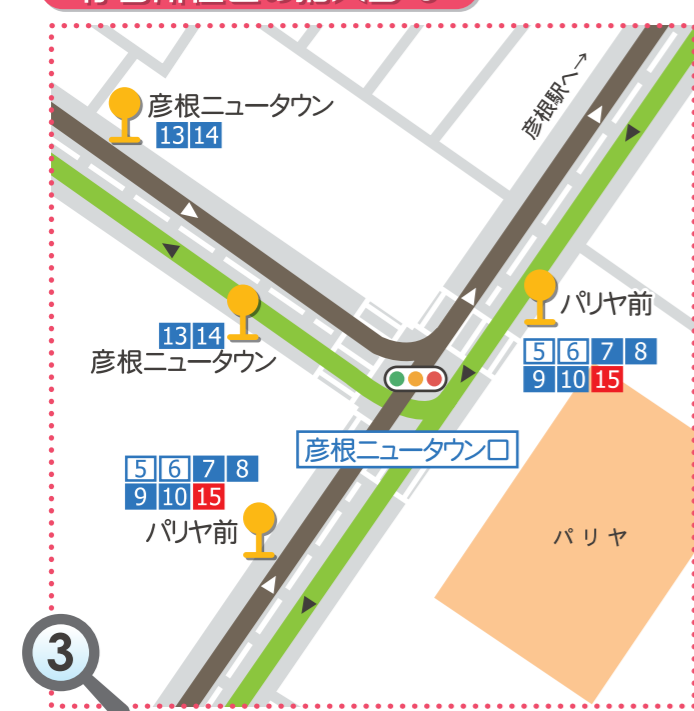 彦根駅へ→
彦根ニュータウン
13 14
13 14
彦根ニュータウン
パリヤ前
5 6 7 8
9 10 15
彦根ニュータウン口
5 6 7 8
9 10 15
パリヤ前
パリヤ
3